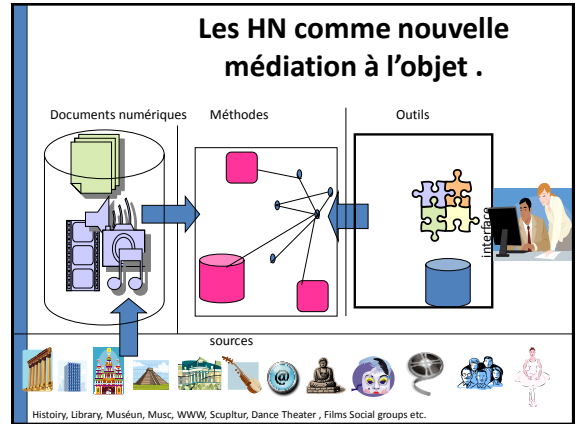 Les HN comme nouvelle
médiation à l'objet .
Documents numériques
Méthodes
Outils
interface
sources
@
Histoiry, Library, Muséun, Musc, WWW, Scupltur, Dance Theater , Films Social groups etc.